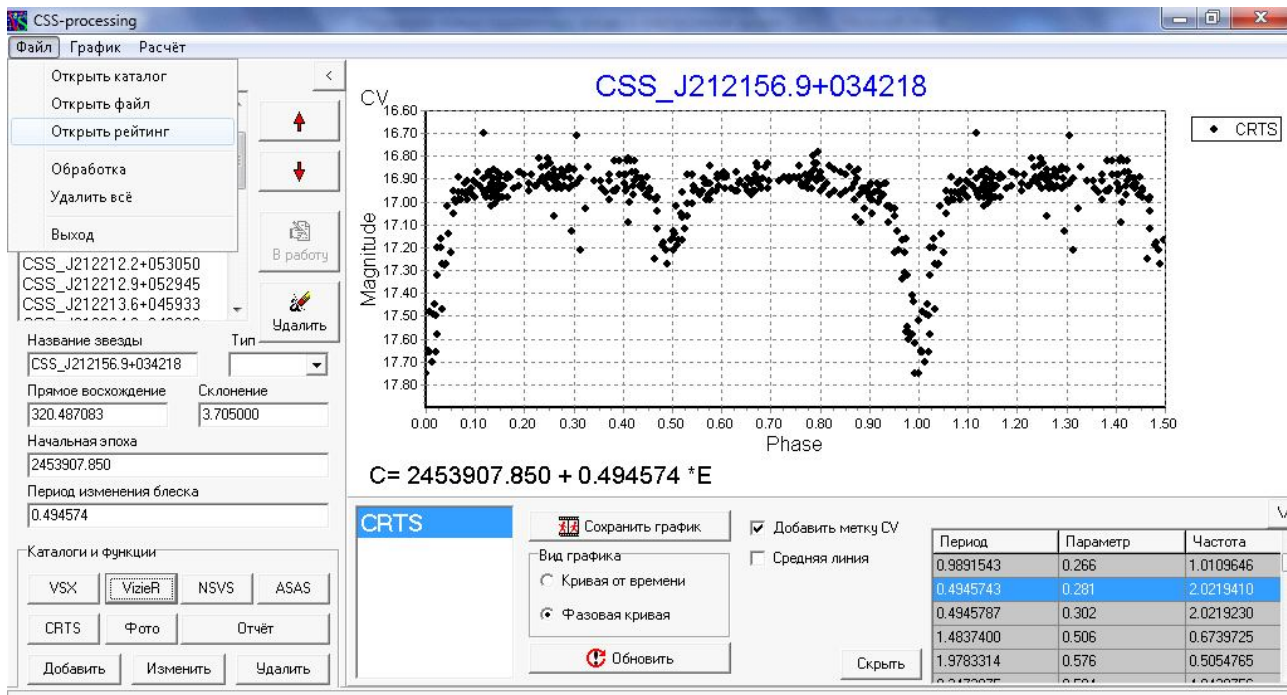 CSS-processing
Файл График Расчёт
Открыть каталог
Открыть файл
Открыть рейтинг
Обработка
Удалить всё
Выход
<
В работу
Удалить
CSS_J212212.2+053050
CSS_J212212.9+052945
CSS_J212213.6+045933
Название звезды Тип
CSS_J212156.9+034218
Прямое восхождение Склонение
320.487083 3.705000
Начальная эпоха
2453907.850
Период изменения блеска
0.494574
Каталоги и функции
VSX VizieR NSVS ASAS
CRTS Фото Отчёт
Добавить Изменить Удалить
CSS_J212156.9+034218
CV
16.60
16.70
16.80
16.90
17.00
17.10
17.20
17.30
17.40
17.50
17.60
17.70
17.80
Magnitude
0.00 0.10 0.20 0.30 0.40 0.50 0.60 0.70 0.80 0.90 1.00 1.10 1.20 1.30 1.40 1.50
Phase
CRTS
C= 2453907.850 + 0.494574 *E
CRTS
Сохранить график
Вид графика
Кривая от времени
Фазовая кривая
Обновить
Добавить метку CV
Средняя линия
Скрыть
Период Параметр Частота
0.9891543 0.266 1.0109646
0.4945743 0.281 2.0219410
0.4945787 0.302 2.0219230
1.4837400 0.506 0.6739725
1.9783314 0.576 0.5054765